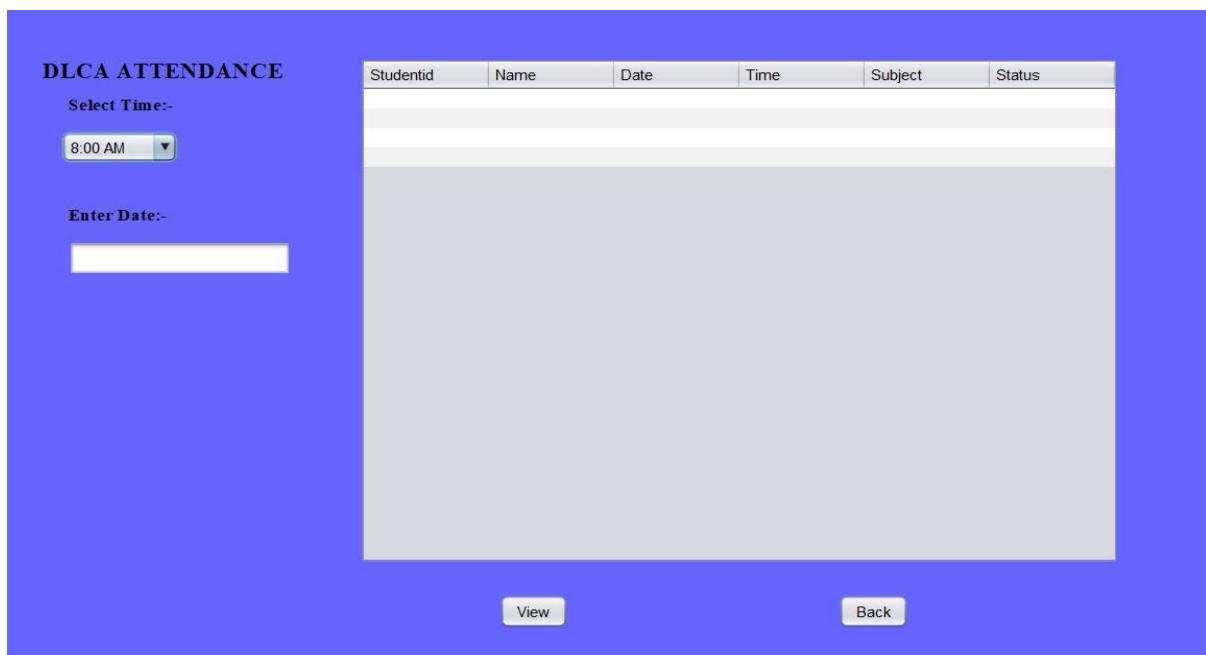 DLCA ATTENDANCE
Select Time:-
8:00 AM
Enter Date:-
Studentid Name Date Time Subject Status
View Back